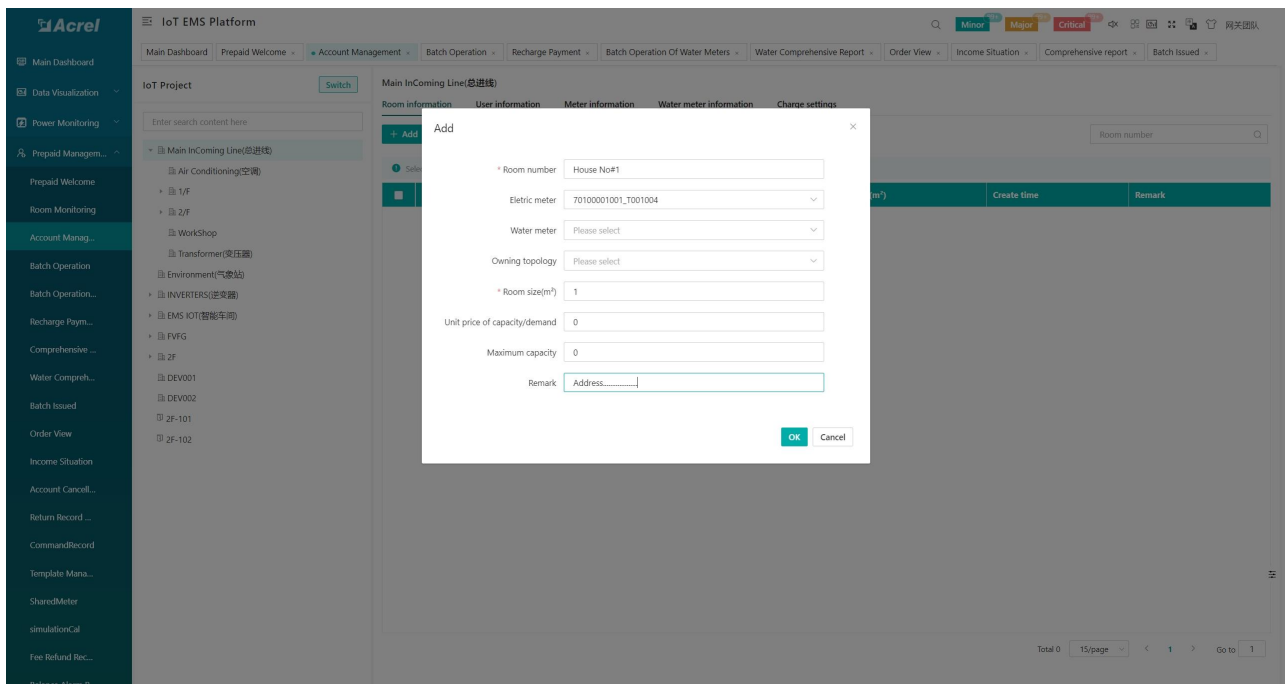 Acrel
IoT EMS Platform
Minor
Major
Critical
网关团队
Main Dashboard
Prepaid Welcome ×
Account Management ×
Batch Operation ×
Recharge Payment ×
Batch Operation Of Water Meters ×
Water Comprehensive Report ×
Order View ×
Income Situation ×
Comprehensive report ×
Batch Issued ×
Main Dashboard
Data Visualization
Power Monitoring
Prepaid Managem...
Prepaid Welcome
Room Monitoring
Account Manag...
Batch Operation
Batch Operation...
Recharge Paym...
Comprehensive ...
Water Compreh...
Batch Issued
Order View
Income Situation
Account Cancell...
Return Record ...
CommandRecord
Template Mana...
SharedMeter
simulationCal
Fee Refund Rec...
IoT Project
Switch
Enter search content here
Main InComing Line(总进线)
Air Conditioning(空调)
1/F
2/F
WorkShop
Transformer(变压器)
Environment(气象站)
INVERTERS(逆变器)
EMS IOT(智能车间)
FVFG
2F
DEV001
DEV002
2F-101
2F-102
Main InComing Line(总进线)
Room information
User information
Meter information
Water meter information
Charge settings
+ Add
Room number
Sele
(m²)
Create time
Remark
Add
×
* Room number
House No#1
Eletric meter
70100001001_T001004
Water meter
Please select
Owning topology
Please select
* Room size(m²)
1
Unit price of capacity/demand
0
Maximum capacity
0
Remark
Address................
OK
Cancel
Total 0
15/page
<
1
>
Go to
1